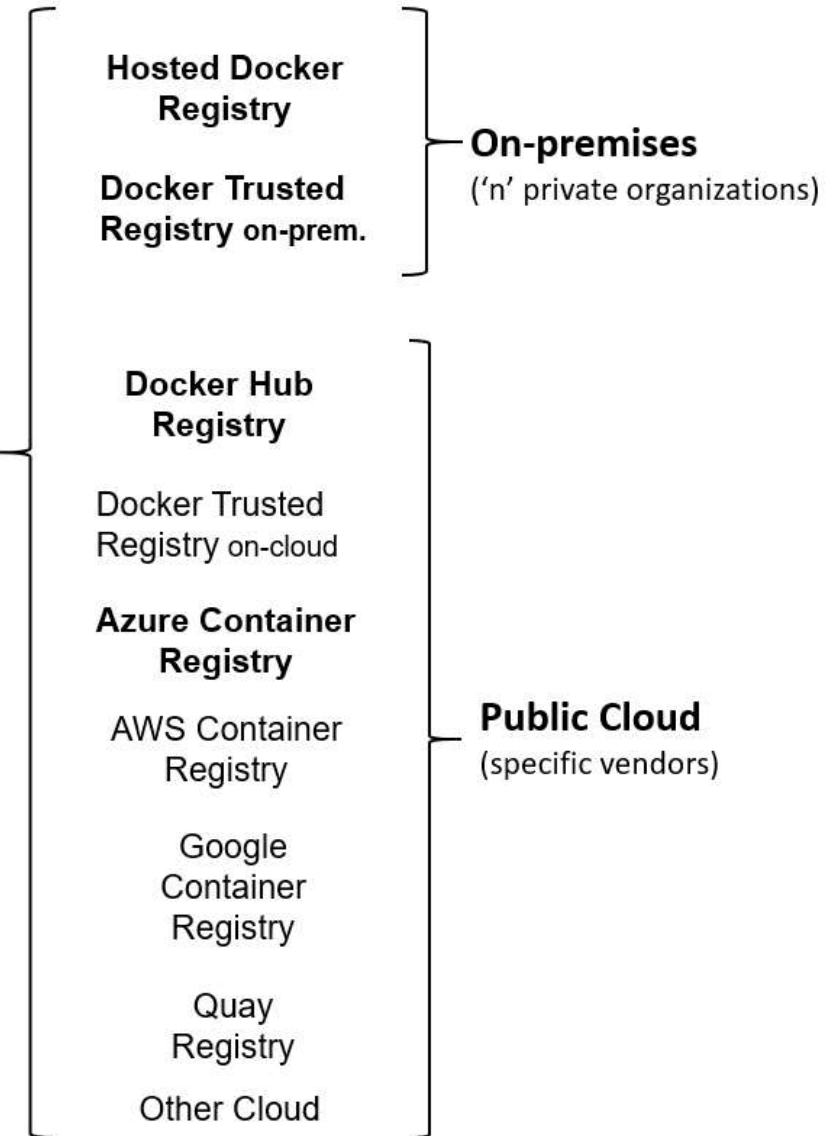 Hosted Docker
Registry
Docker Trusted
Registry on-prem.
On-premises
(‘n’ private organizations)
Docker Hub
Registry
Docker Trusted
Registry on-cloud
Azure Container
Registry
AWS Container
Registry
Google
Container
Registry
Quay
Registry
Other Cloud
Public Cloud
(specific vendors)